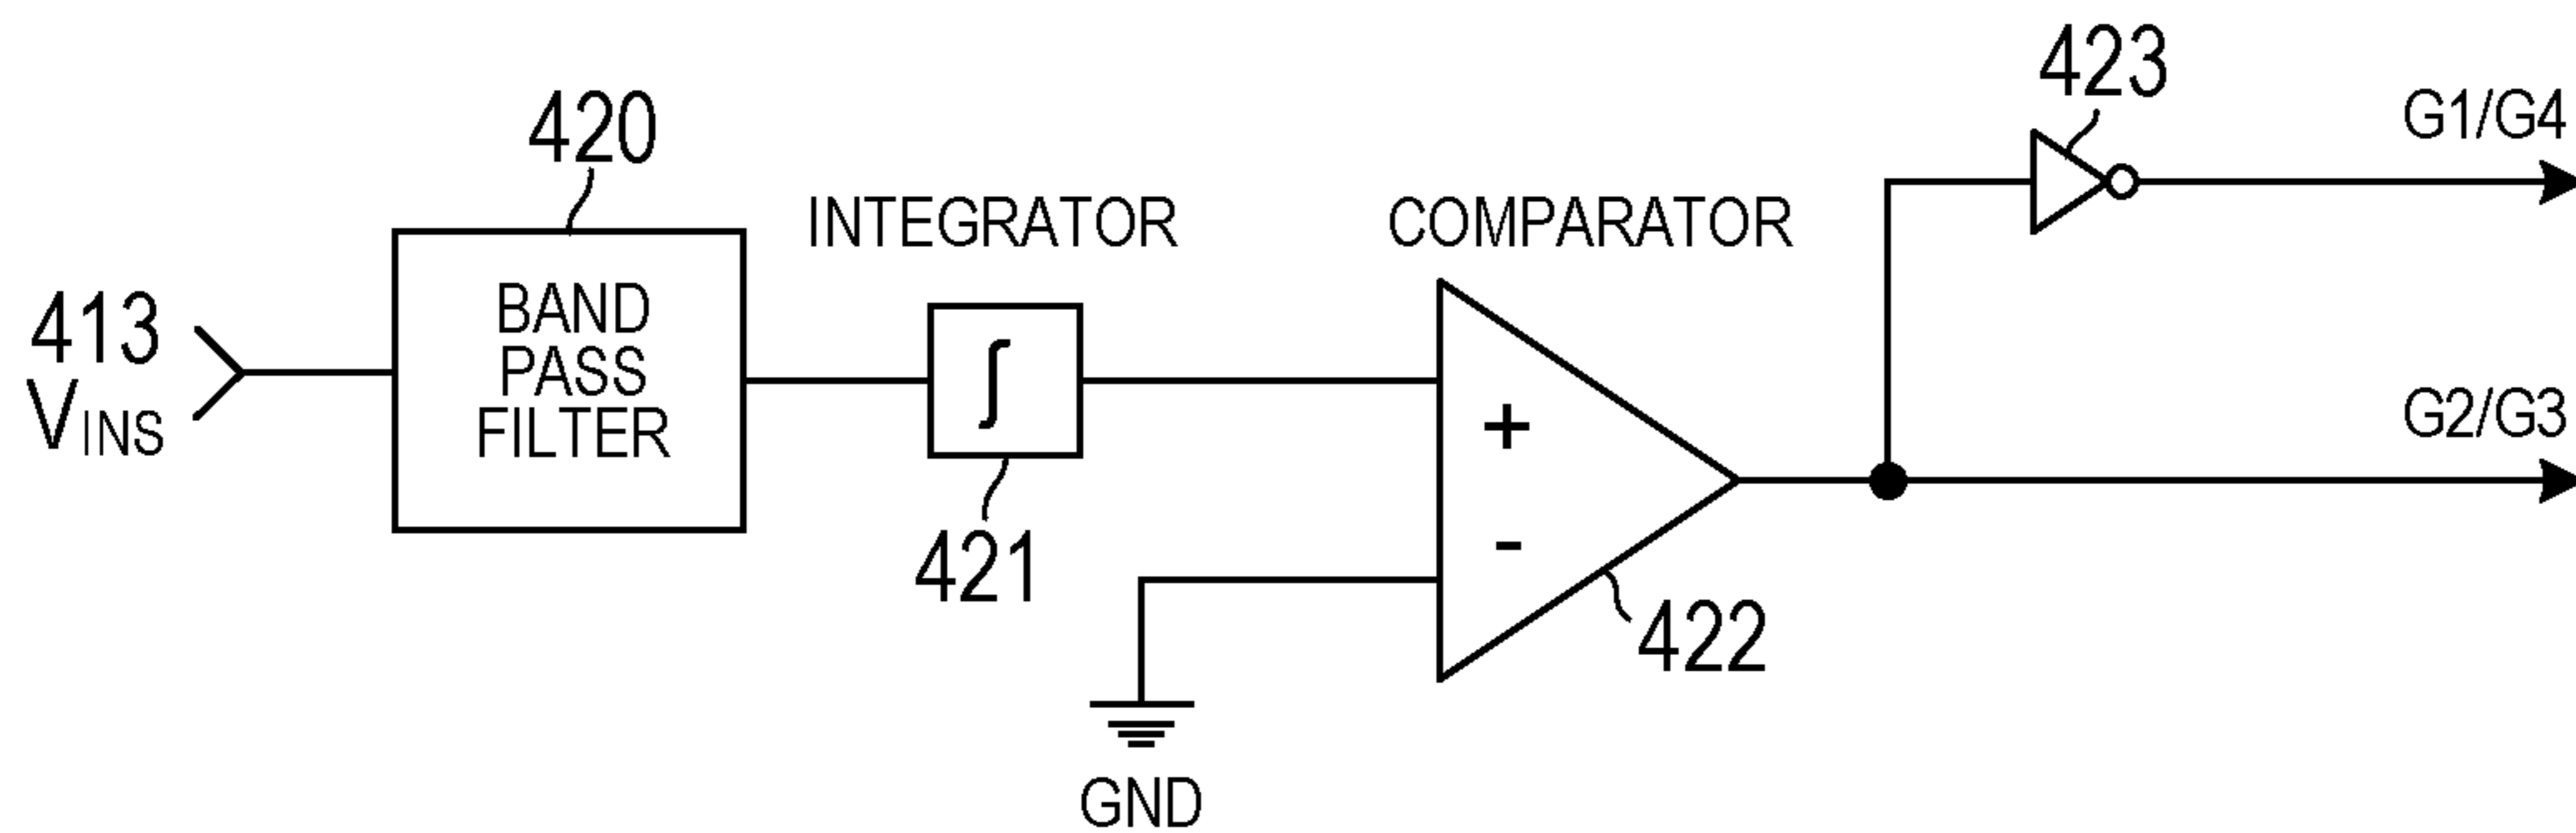 423
G1/G4
420
INTEGRATOR
COMPARATOR
413
VINS
BAND
PASS
FILTER
∫
+
-
G2/G3
421
422
GND